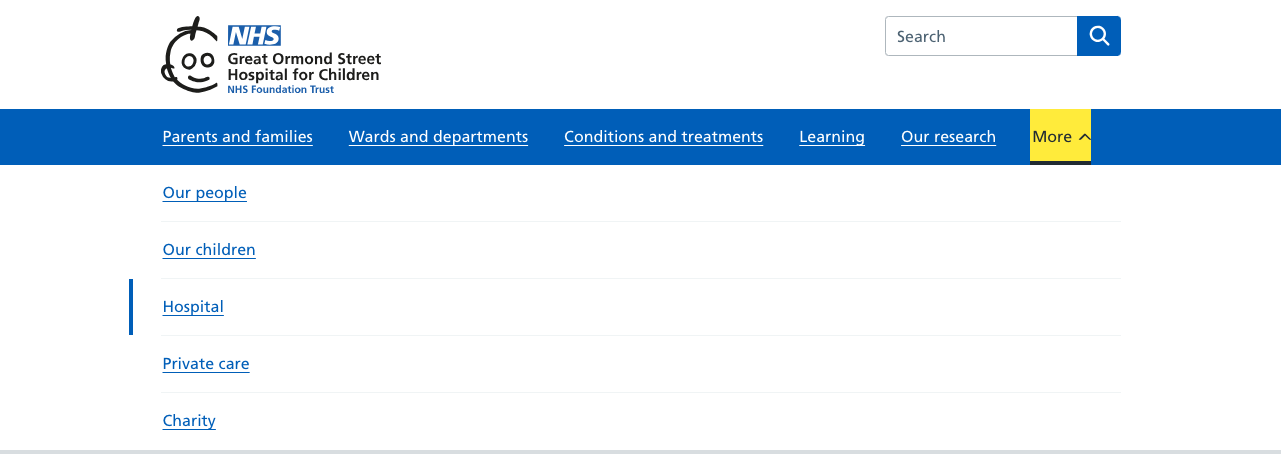 NHS
Great Ormond Street
Hospital for Children
NHS Foundation Trust
Search
Parents and families Wards and departments Conditions and treatments Learning Our research More
Our people
Our children
Hospital
Private care
Charity